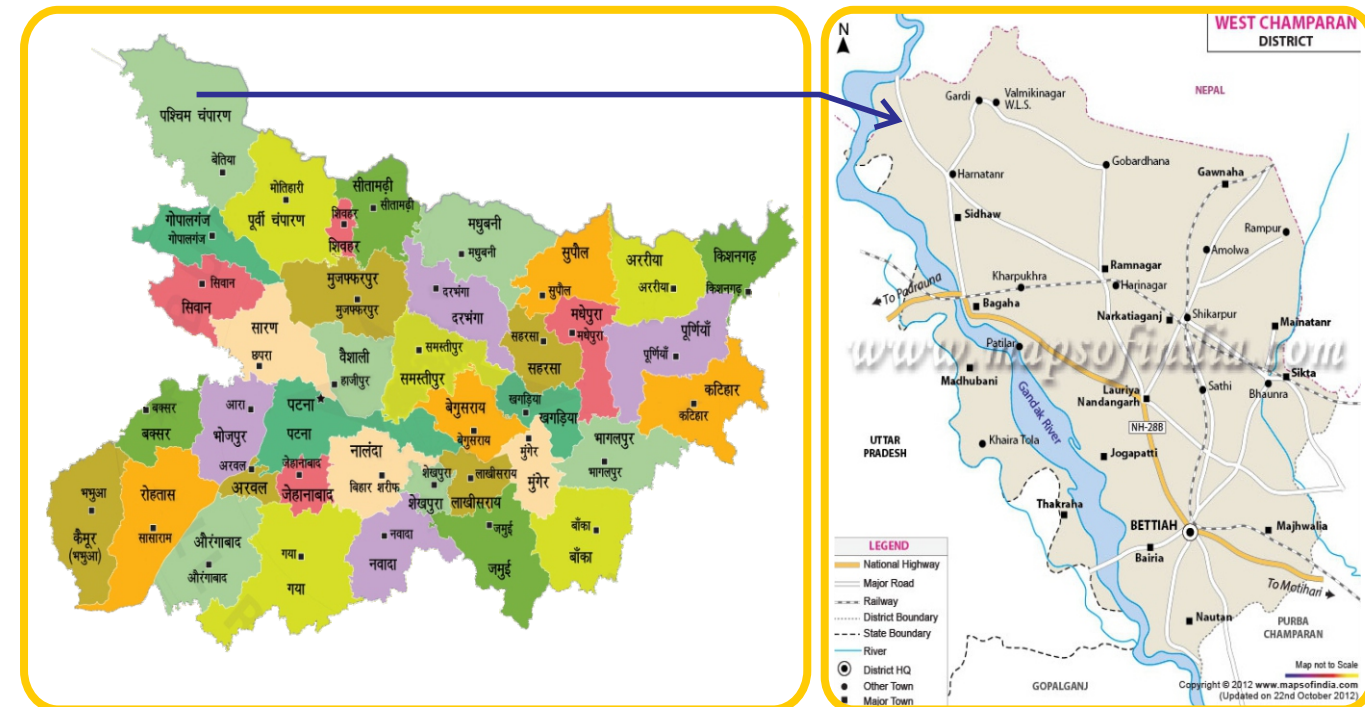 पश्चिम चंपारण
बेतिया
मोतिहारी
पूर्वी चंपारण
सीतामढ़ी
सीतामढ़ी
शिवहर
शिवहर
गोपालगंज
गोपालगंज
मधुबनी
मधुबनी
सुपौल
सुपौल
अररीया
अररीया
किशनगढ़
किशनगढ़
सिवान
सिवान
मुजफ्फरपुर
मुजफ्फरपुर
दरभंगा
दरभंगा
मधेपुरा
मधेपुरा
सहरसा
सहरसा
पूर्णियाँ
पूर्णियाँ
सारण
छपरा
वैशाली
हाजीपुर
समस्तीपुर
समस्तीपुर
कटिहार
कटिहार
बक्सर
बक्सर
आरा
भोजपुर
पटना
पटना
बेगुसराय
बेगुसराय
खगड़िया
खगड़िया
भागलपुर
भागलपुर
मुंगेर
मुंगेर
नालंदा
बिहार शरीफ
शेखपुरा
शेखपुरा
लाखीसराय
लाखीसराय
अरवल
अरवल
जेहानाबाद
जेहानाबाद
भभुआ
कैमूर
(भभुआ)
रोहतास
सासाराम
औरंगाबाद
औरंगाबाद
गया
गया
नवादा
नवादा
जमुई
जमुई
बाँका
बाँका
WEST CHAMPARAN
DISTRICT
N
NEPAL
Gardi
Valmikinagar
W.L.S.
Gobardhana
Gawnaha
Harnatanr
Sidhaw
Rampur
Amolwa
Ramnagar
Kharpukhra
Harinagar
To Padrauna
Bagaha
Narkatiaganj
Shikarpur
Mainatanr
www.mapsofindia.com
Patilar
Madhubani
Gandak River
Lauriya
Nandangarh
Sathi
Bhaunra
Sikta
NH-28B
UTTAR
PRADESH
Khaira Tola
Jogapatti
Thakraha
BETTIAH
Majhwalia
Bairia
To Motihari
Nautan
PURBA
CHAMPARAN
GOPALGANJ
LEGEND
National Highway
Major Road
Railway
District Boundary
State Boundary
River
District HQ
Other Town
Major Town
Map not to Scale
Copyright © 2012 www.mapsofindia.com
(Updated on 22nd October 2012)